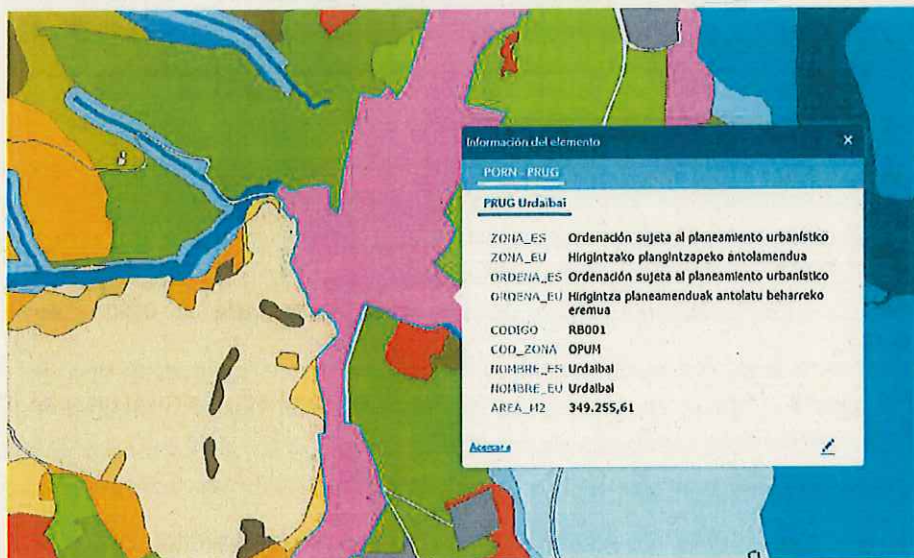 Información del elemento ×
PORN - PRUG
PRUG Urdaibai
ZONA_ES Ordenación sujeta al planeamiento urbanístico
ZONA_EU Hirigintzako plangintzapeko antolamendua
ORDENA_ES Ordenación sujeta al planeamiento urbanístico
ORDENA_EU Hirigintza planeamenduak antolatu beharreko
eremua
CODIGO RB001
COD_ZONA OPUM
NOMBRE_ES Urdaibai
NOMBRE_EU Urdaibai
AREA_M2 349.255,61
Acercar a